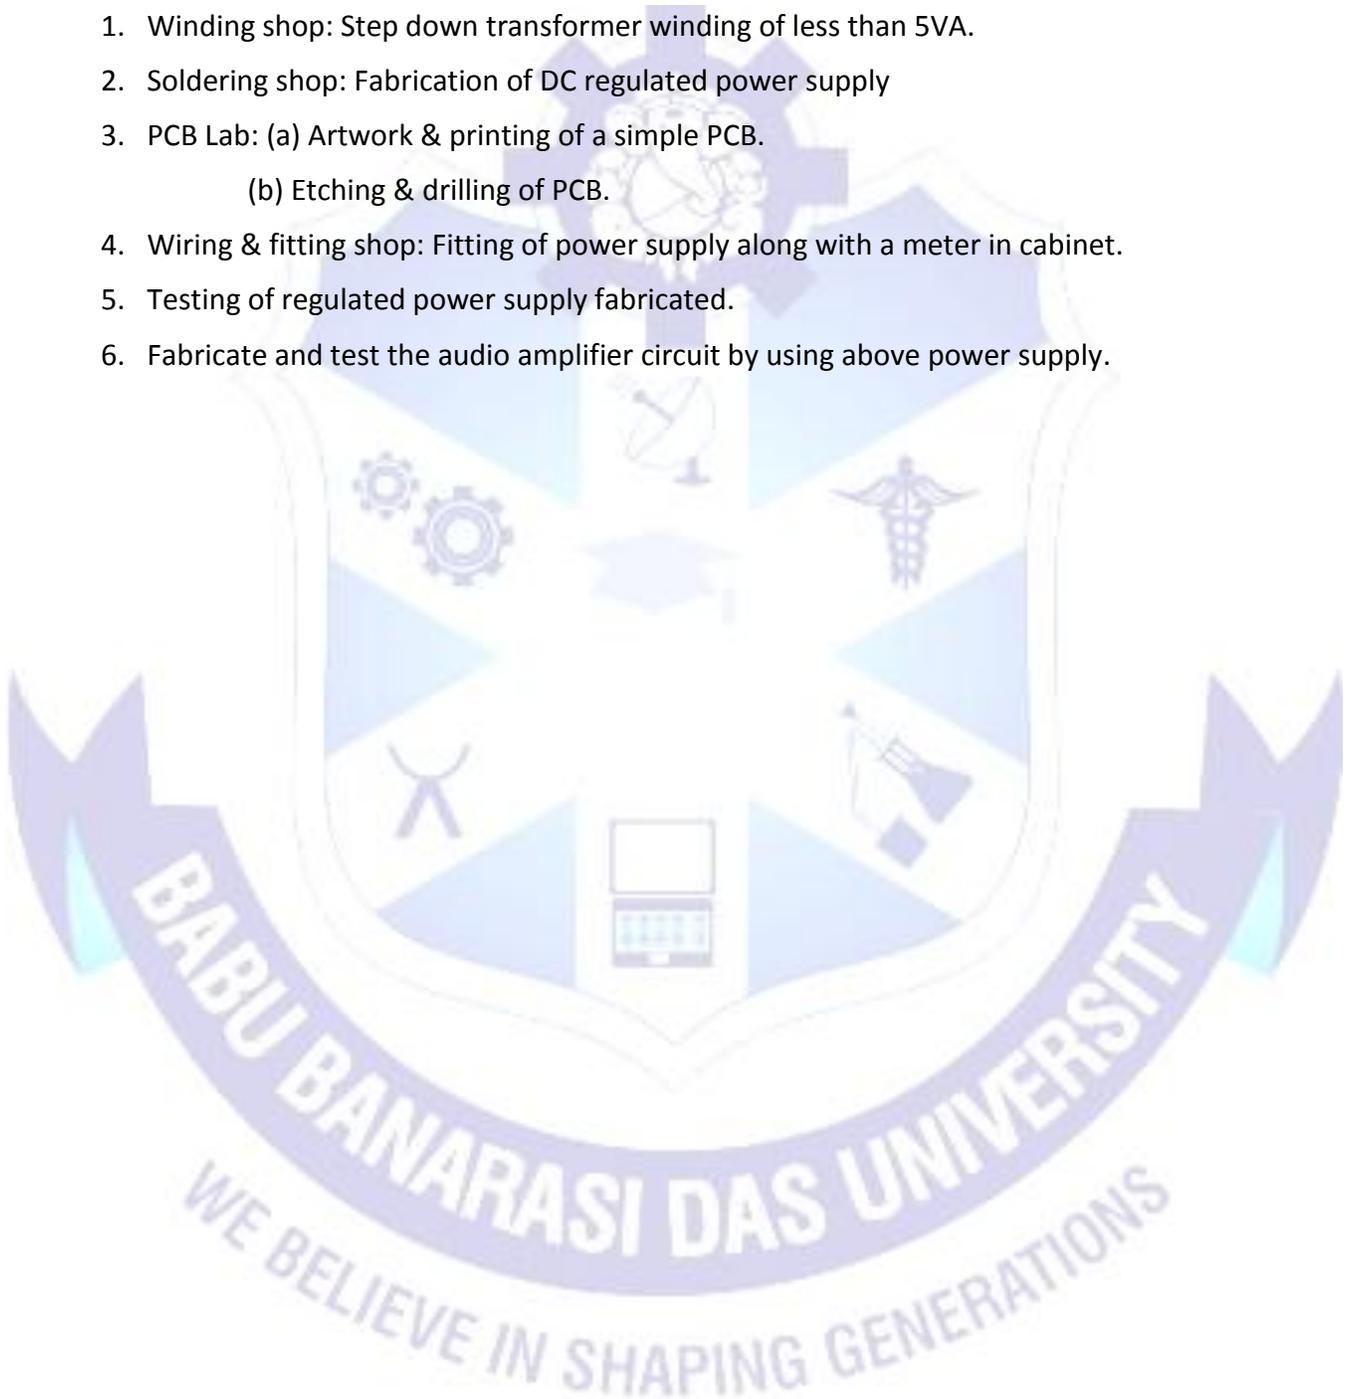 1. Winding shop: Step down transformer winding of less than 5VA.
2. Soldering shop: Fabrication of DC regulated power supply
3. PCB Lab: (a) Artwork & printing of a simple PCB.
(b) Etching & drilling of PCB.
4. Wiring & fitting shop: Fitting of power supply along with a meter in cabinet.
5. Testing of regulated power supply fabricated.
6. Fabricate and test the audio amplifier circuit by using above power supply.
BABU BANARASI DAS UNIVERSITY
WE BELIEVE IN SHAPING GENERATIONS